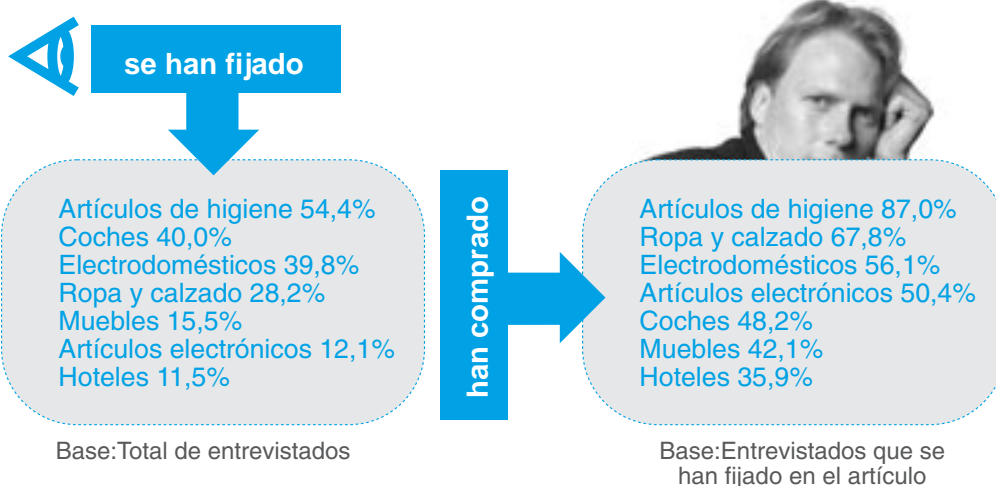 se han fijado
Artículos de higiene 54,4%
Coches 40,0%
Electrodomésticos 39,8%
Ropa y calzado 28,2%
Muebles 15,5%
Artículos electrónicos 12,1%
Hoteles 11,5%
Base:Total de entrevistados
han comprado
Artículos de higiene 87,0%
Ropa y calzado 67,8%
Electrodomésticos 56,1%
Artículos electrónicos 50,4%
Coches 48,2%
Muebles 42,1%
Hoteles 35,9%
Base:Entrevistados que se
han fijado en el artículo